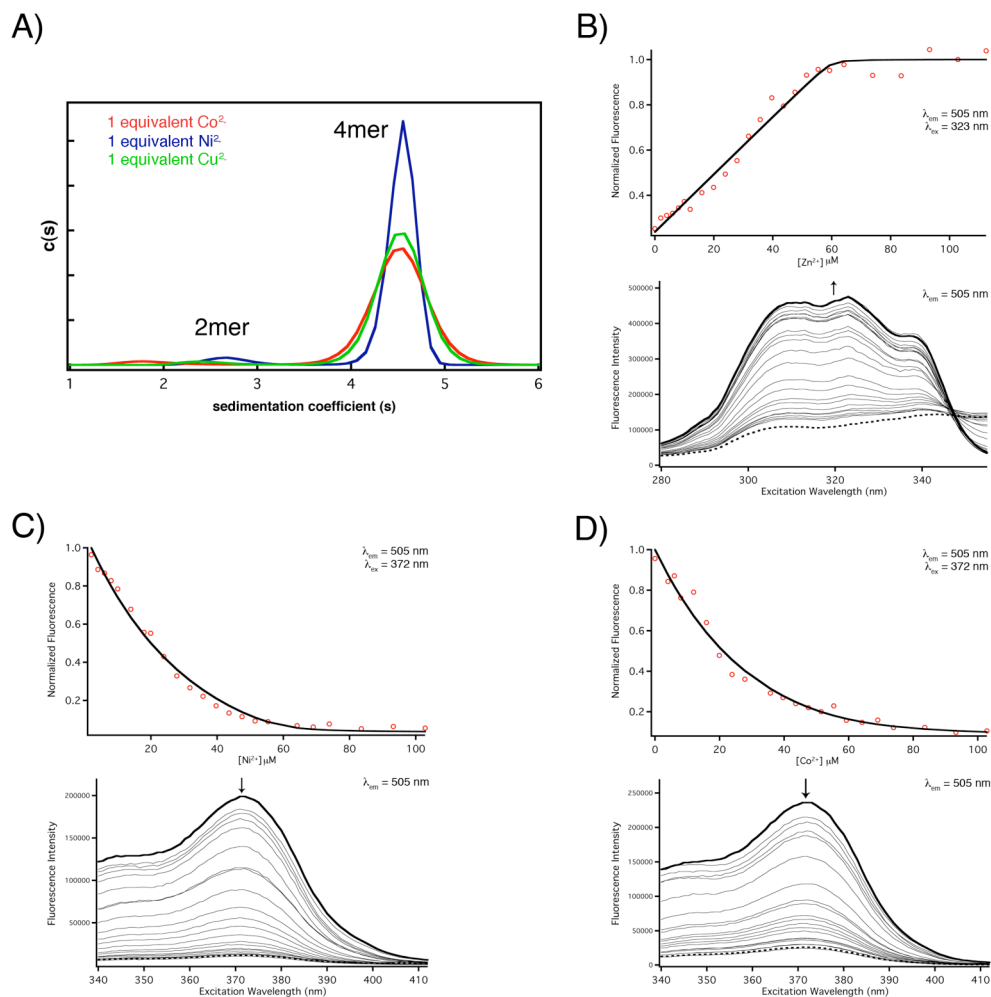 A)
1 equivalent Co2-
1 equivalent Ni2-
1 equivalent Cu2-
4mer
2mer
c(s)
1 2 3 4 5 6
sedimentation coefficient (s)
B)
1.0
0.8
0.6
0.4
Normalized Fluorescence
λem = 505 nm
λex = 323 nm
0 20 40 60 80 100
[Zn2+] μM
500000
400000
300000
200000
100000
0
Fluorescence Intensity
λem = 505 nm
280 300 320 340
Excitation Wavelength (nm)
C)
1.0
0.8
0.6
0.4
0.2
Normalized Fluorescence
λem = 505 nm
λex = 372 nm
20 40 60 80 100
[Ni2+] μM
200000
150000
100000
50000
Fluorescence Intensity
λem = 505 nm
340 350 360 370 380 390 400 410
Excitation Wavelength (nm)
D)
1.0
0.8
0.6
0.4
0.2
Normalized Fluorescence
λem = 505 nm
λex = 372 nm
0 20 40 60 80 100
[Co2+] μM
250000
200000
150000
100000
50000
0
Fluorescence Intensity
λem = 505 nm
340 350 360 370 380 390 400 410
Excitation Wavelength (nm)